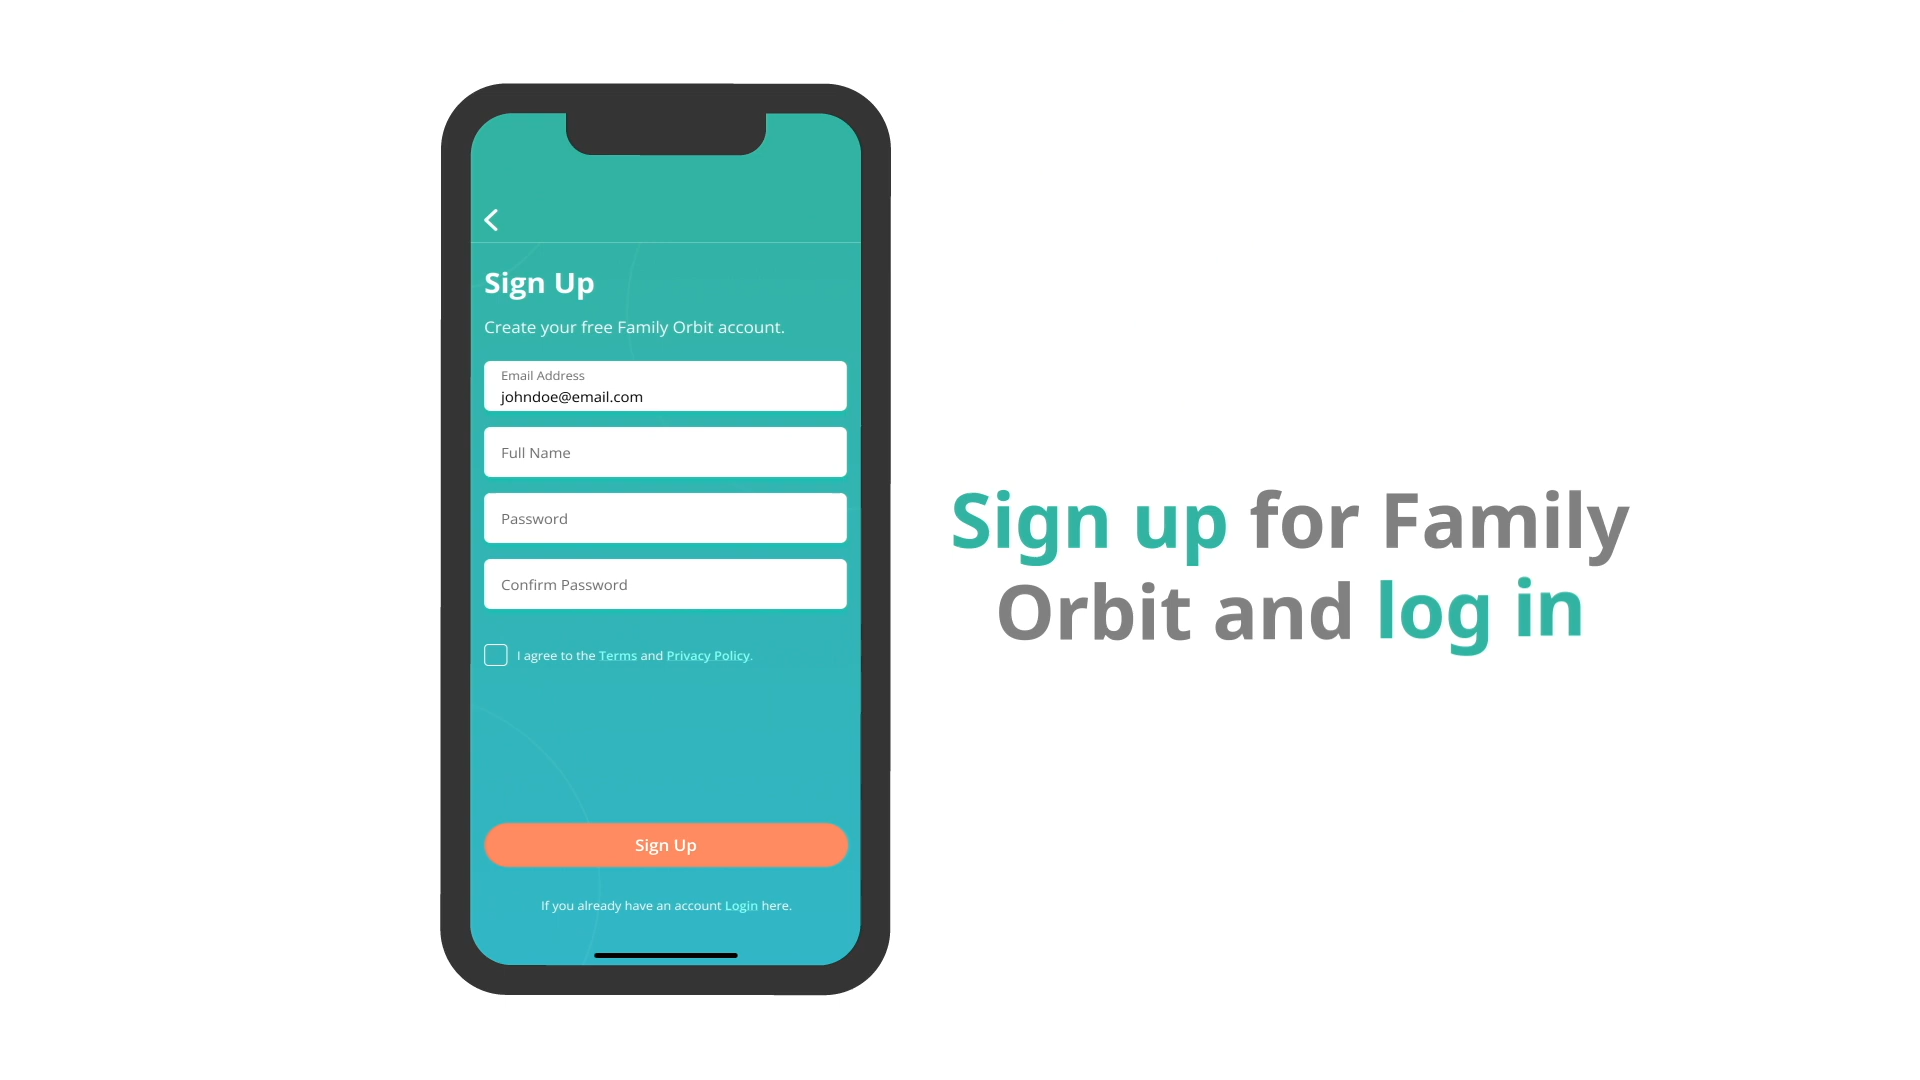 Sign Up
Create your free Family Orbit account.
Email Address
johndoe@email.com
Full Name
Password
Confirm Password
I agree to the Terms and Privacy Policy.
Sign Up
If you already have an account Login here.
Sign up for Family
Orbit and log in